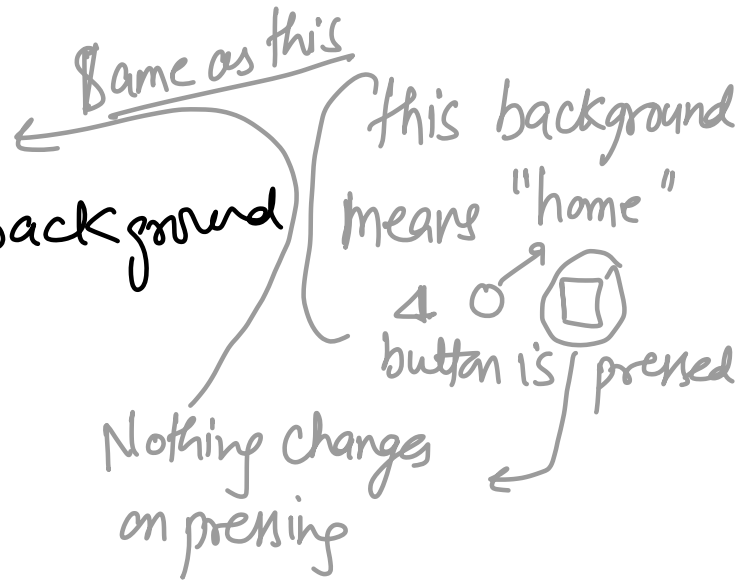 Same as this
this background
background
means "home"
button is pressed
Nothing changes
on pressing